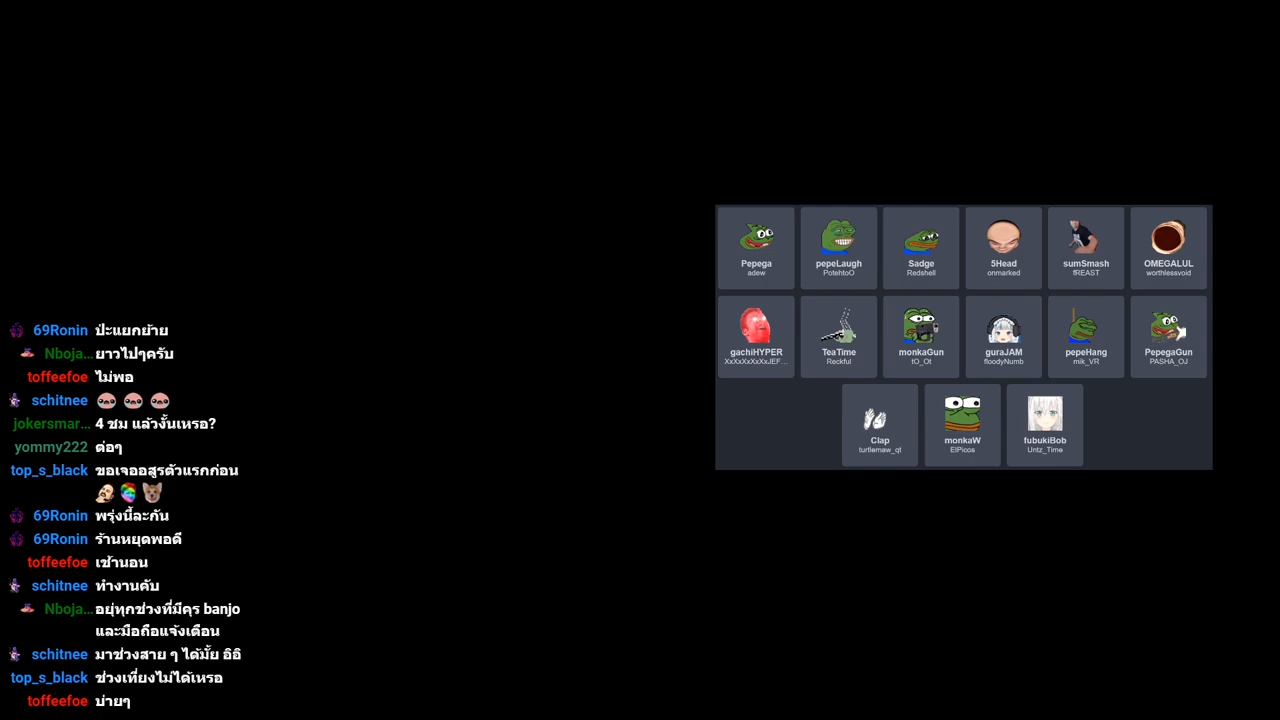 69Ronin ป่ะแยกย้าย
Nboja... ยาวไปๆครับ
toffeefoe ไม่พอ
schitnee
jokersmar... 4 ชม แล้วงั้นเหรอ?
yommy222 ต่อๆ
top_s_black ขอเจออสูรตัวแรกก่อน
69Ronin พรุ่งนี้ละกัน
69Ronin ร้านหยุดพอดี
toffeefoe เช้านอน
schitnee ทำงานคับ
Nboja... อยุ่ทุกช่วงที่มีคุร banjo
และมือถือแจ้งเตือน
schitnee มาช่วงสาย ๆ ได้มั้ย อิอิ
top_s_black ช่วงเที่ยงไม่ได้เหรอ
toffeefoe บ่ายๆ
Pepega pepeLaugh Sadge 5Head sumSmash OMEGALUL
adew PotehtoO Redshell onmarked fREAST worthlessvoid
gachiHYPER TeaTime monkaGun guraJAM pepeHang PepegaGun
XxXxXxXxXxJEF... Reckful tO_Ot floodyNumb mik_VR PASHA_OJ
Clap monkaW fubukiBob
turtlemaw_qt ElPicos Untz_Time